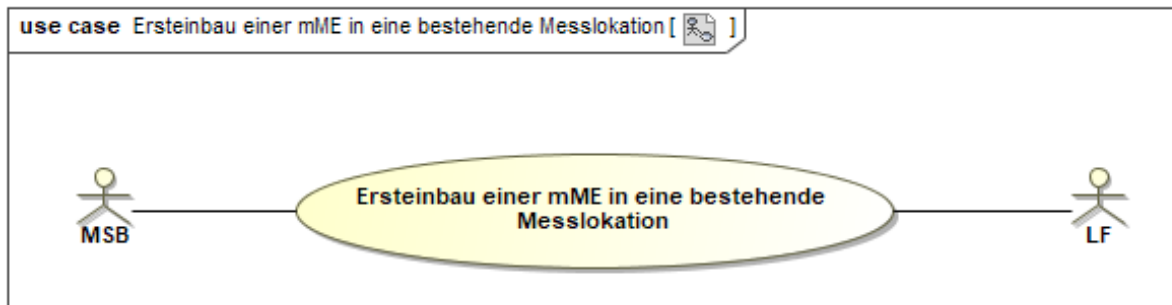 use case Ersteinbau einer mME in eine bestehende Messlokation [ ]
Ersteinbau einer mME in eine bestehende
Messlokation
MSB
LF